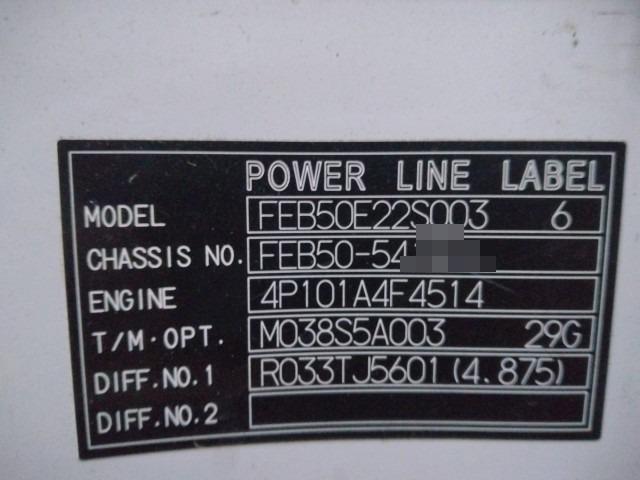 POWER LINE LABEL
MODEL FEB50E22S003 6
CHASSIS NO. FEB50-54
ENGINE 4P101A4F4514
T/M·OPT. M038S5A003 29G
DIFF.NO.1 R033TJ5601 (4.875)
DIFF.NO.2